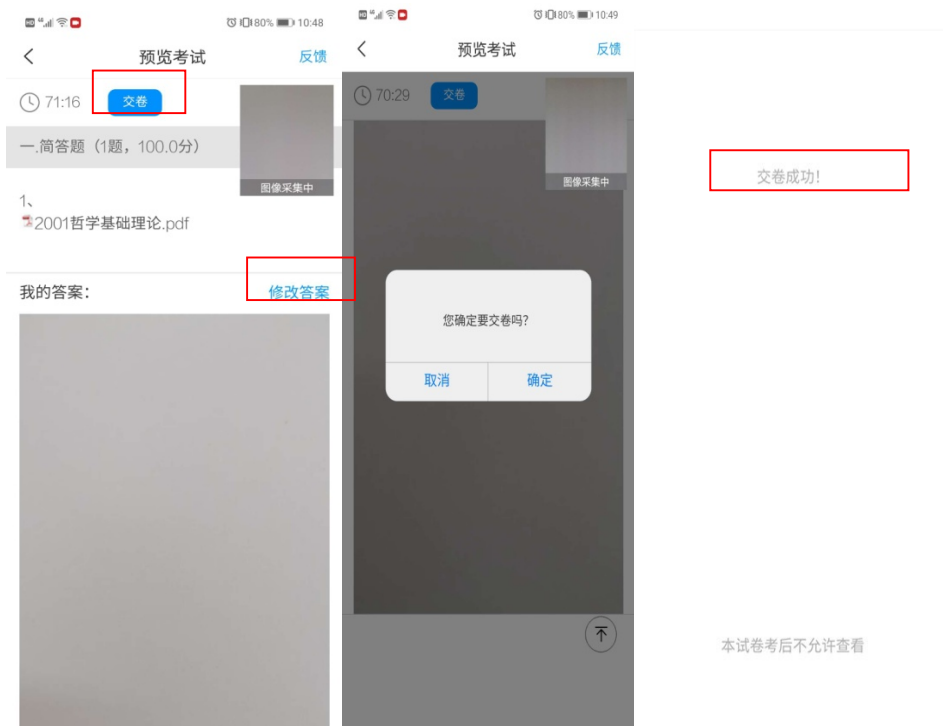 HD 80% 10:48
预览考试
反馈
71:16
交卷
一.简答题（1题，100.0分）
图像采集中
1、
2001哲学基础理论.pdf
我的答案：
修改答案
HD 80% 10:49
预览考试
反馈
70:29
交卷
图像采集中
您确定要交卷吗?
取消
确定
交卷成功!
本试卷考后不允许查看